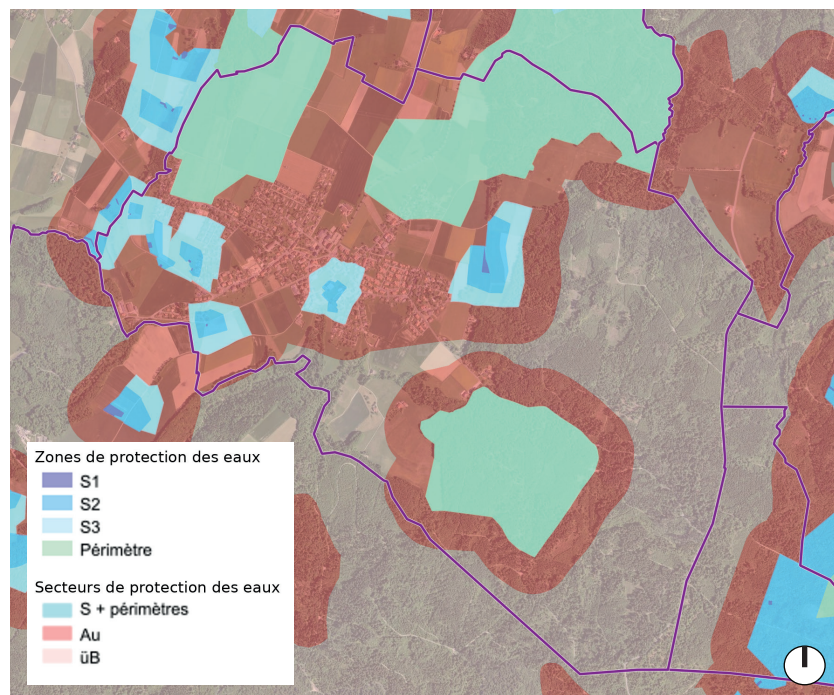 Zones de protection des eaux
S1
S2
S3
Périmètre
Secteurs de protection des eaux
S + périmètres
Au
üB